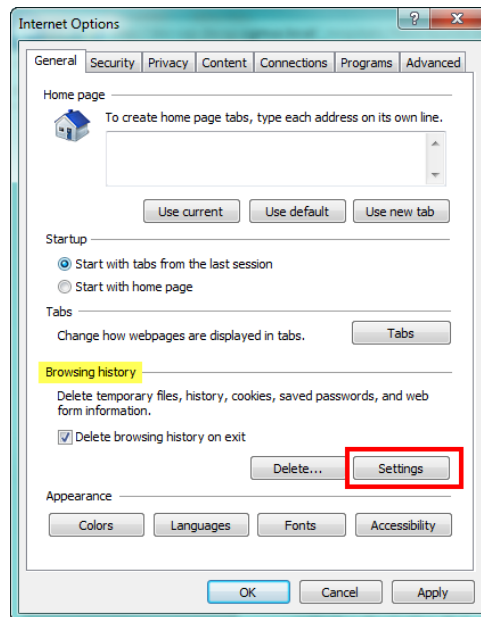 Internet Options
?
X
General Security Privacy Content Connections Programs Advanced
Home page
To create home page tabs, type each address on its own line.
Use current Use default Use new tab
Startup
Start with tabs from the last session
Start with home page
Tabs
Change how webpages are displayed in tabs. Tabs
Browsing history
Delete temporary files, history, cookies, saved passwords, and web
form information.
Delete browsing history on exit
Delete... Settings
Appearance
Colors Languages Fonts Accessibility
OK Cancel Apply